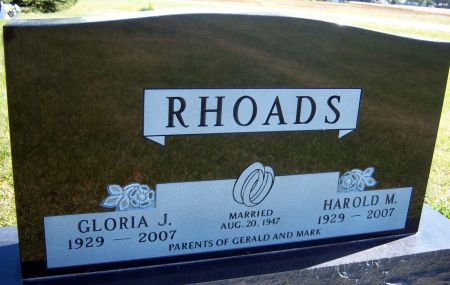 RHOADS
GLORIA J.
1929 — 2007
MARRIED
AUG. 20, 1947
HAROLD M.
1929 — 2007
PARENTS OF GERALD AND MARK